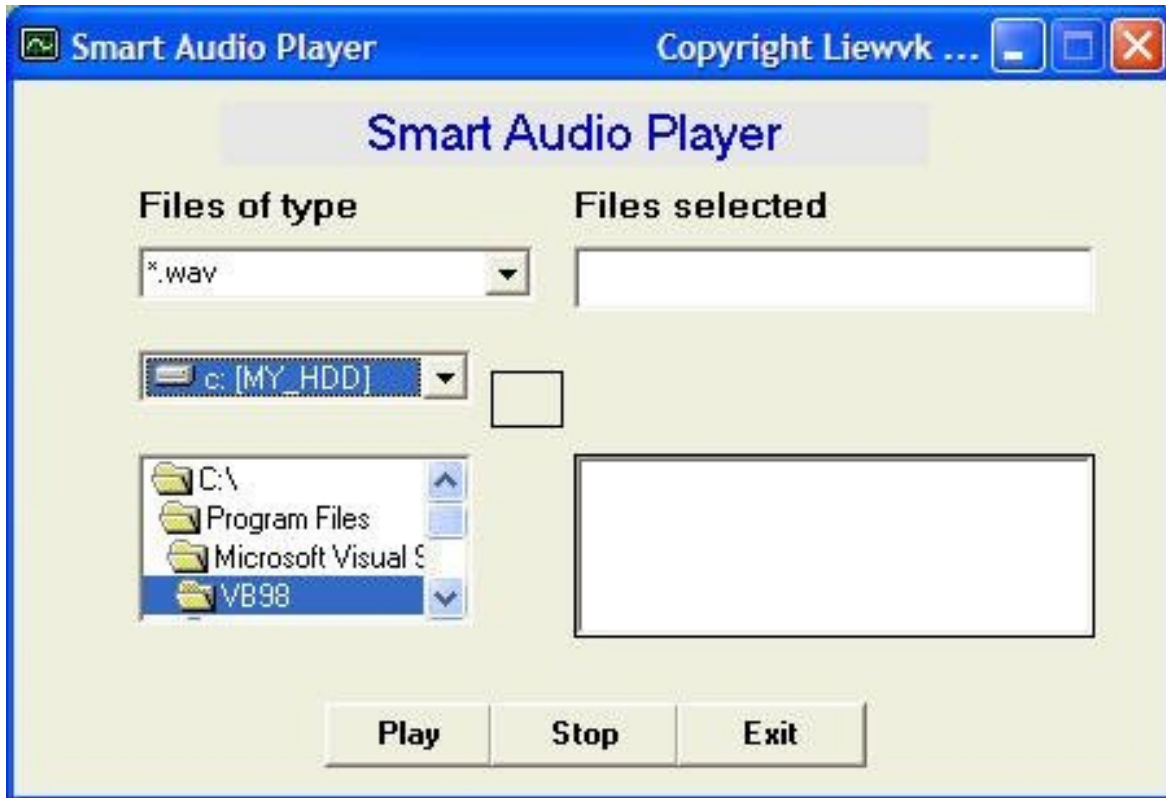 Smart Audio Player Copyright Liewvk ...
Smart Audio Player
Files of type Files selected
*.wav
c: [MY_HDD]
C:\
Program Files
Microsoft Visual S
VB98
Play Stop Exit